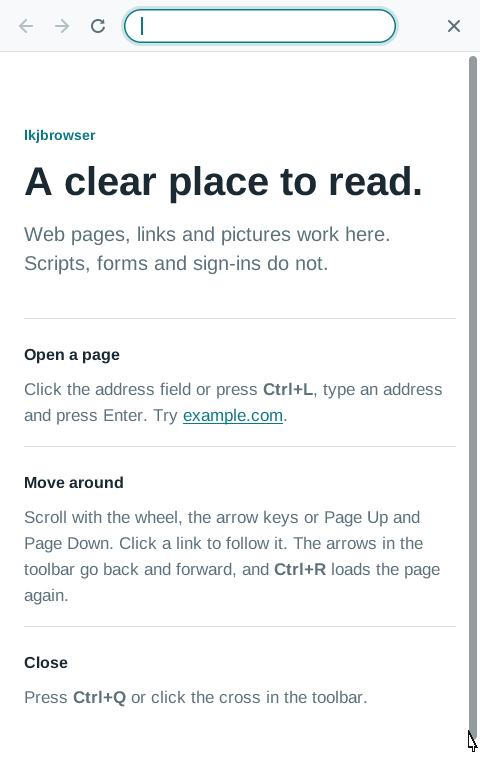 lkjbrowser
A clear place to read.
Web pages, links and pictures work here.
Scripts, forms and sign-ins do not.
Open a page
Click the address field or press Ctrl+L, type an address
and press Enter. Try example.com.
Move around
Scroll with the wheel, the arrow keys or Page Up and
Page Down. Click a link to follow it. The arrows in the
toolbar go back and forward, and Ctrl+R loads the page
again.
Close
Press Ctrl+Q or click the cross in the toolbar.